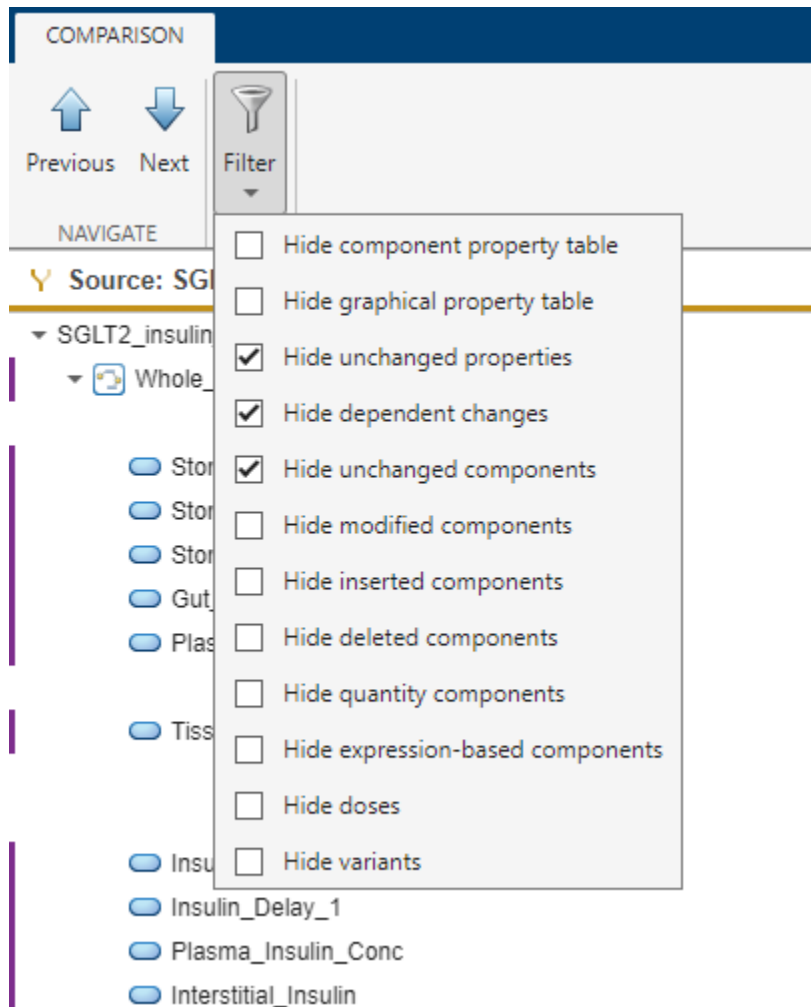 COMPARISON
Previous Next Filter
NAVIGATE
Hide component property table
Source: SGL
Hide graphical property table
SGLT2_insulin
Hide unchanged properties
Whole_
Hide dependent changes
Stor
Hide unchanged components
Stor
Hide modified components
Stor
Hide inserted components
Gut_
Hide deleted components
Plas
Hide quantity components
Tiss
Hide expression-based components
Hide doses
Insu
Hide variants
Insulin_Delay_1
Plasma_Insulin_Conc
Interstitial_Insulin